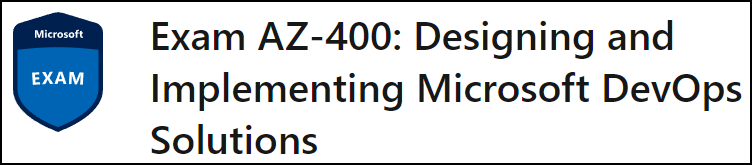 Microsoft
EXAM
Exam AZ-400: Designing and
Implementing Microsoft DevOps
Solutions